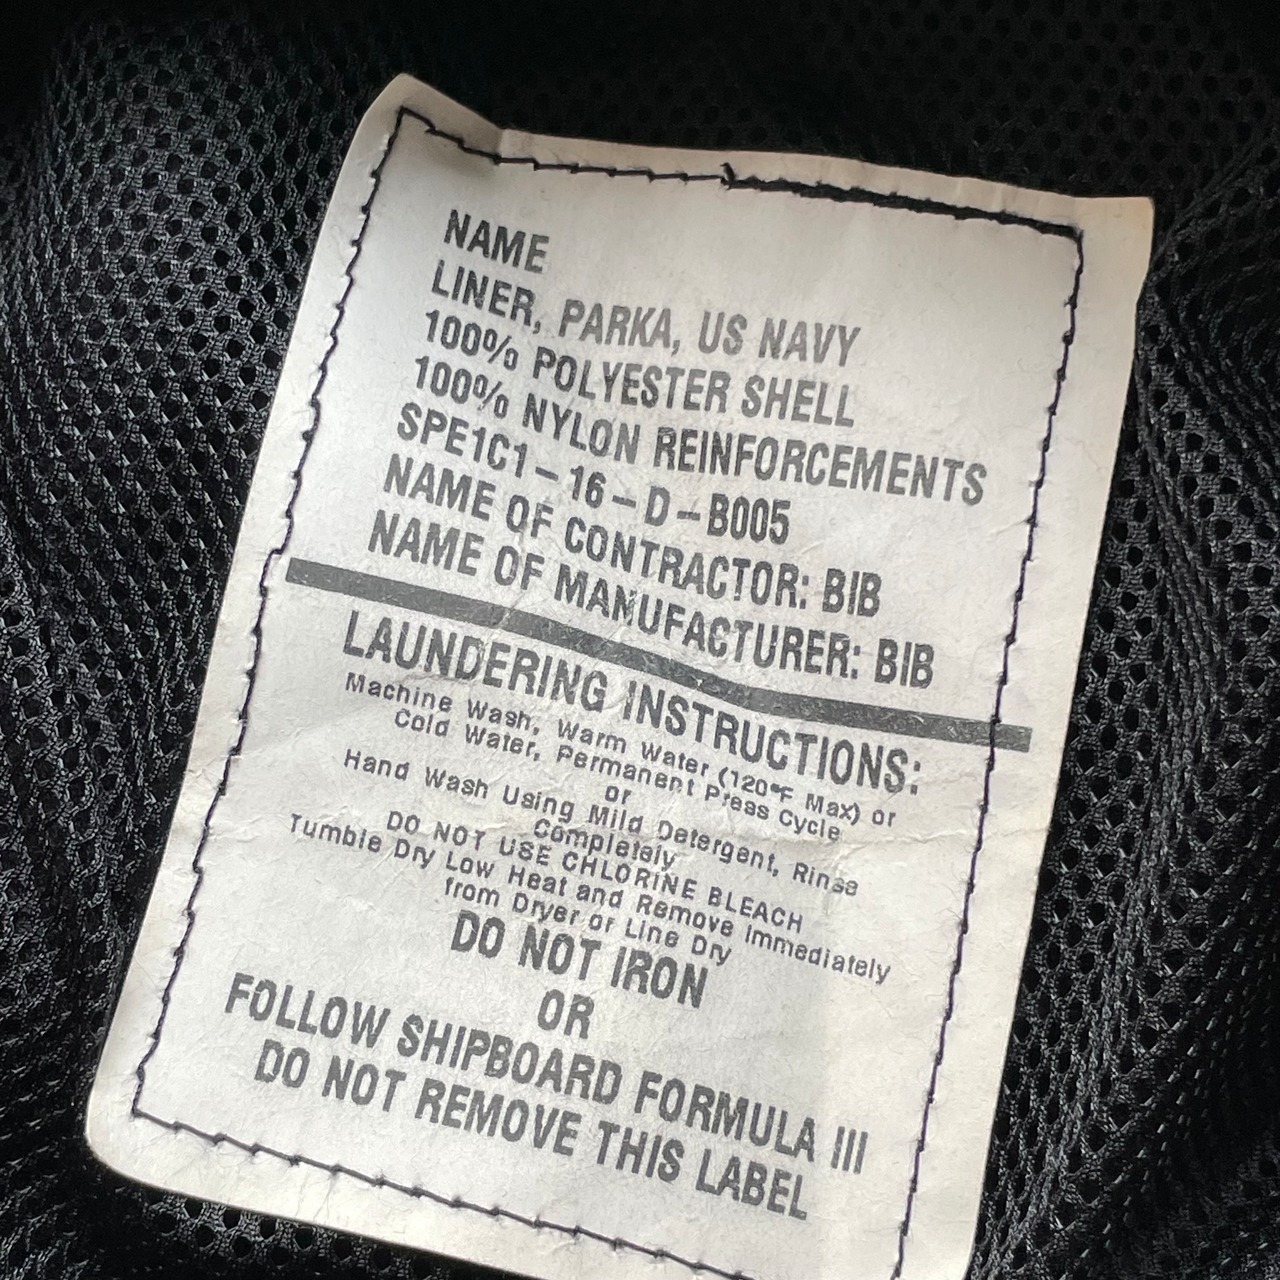 NAME
LINER, PARKA, US NAVY
100% POLYESTER SHELL
100% NYLON REINFORCEMENTS
SPE1C1-16-D-B005
NAME OF CONTRACTOR: BIB
NAME OF MANUFACTURER: BIB
LAUNDERING INSTRUCTIONS:
Machine Wash, Warm Water (120°F Max) or
Cold Water, Permanent Press Cycle
or
Hand Wash Using Mild Detergent, Rinse
Completely
DO NOT USE CHLORINE BLEACH
Tumble Dry Low Heat and Remove Immediately
from Dryer or Line Dry
DO NOT IRON
OR
FOLLOW SHIPBOARD FORMULA III
DO NOT REMOVE THIS LABEL